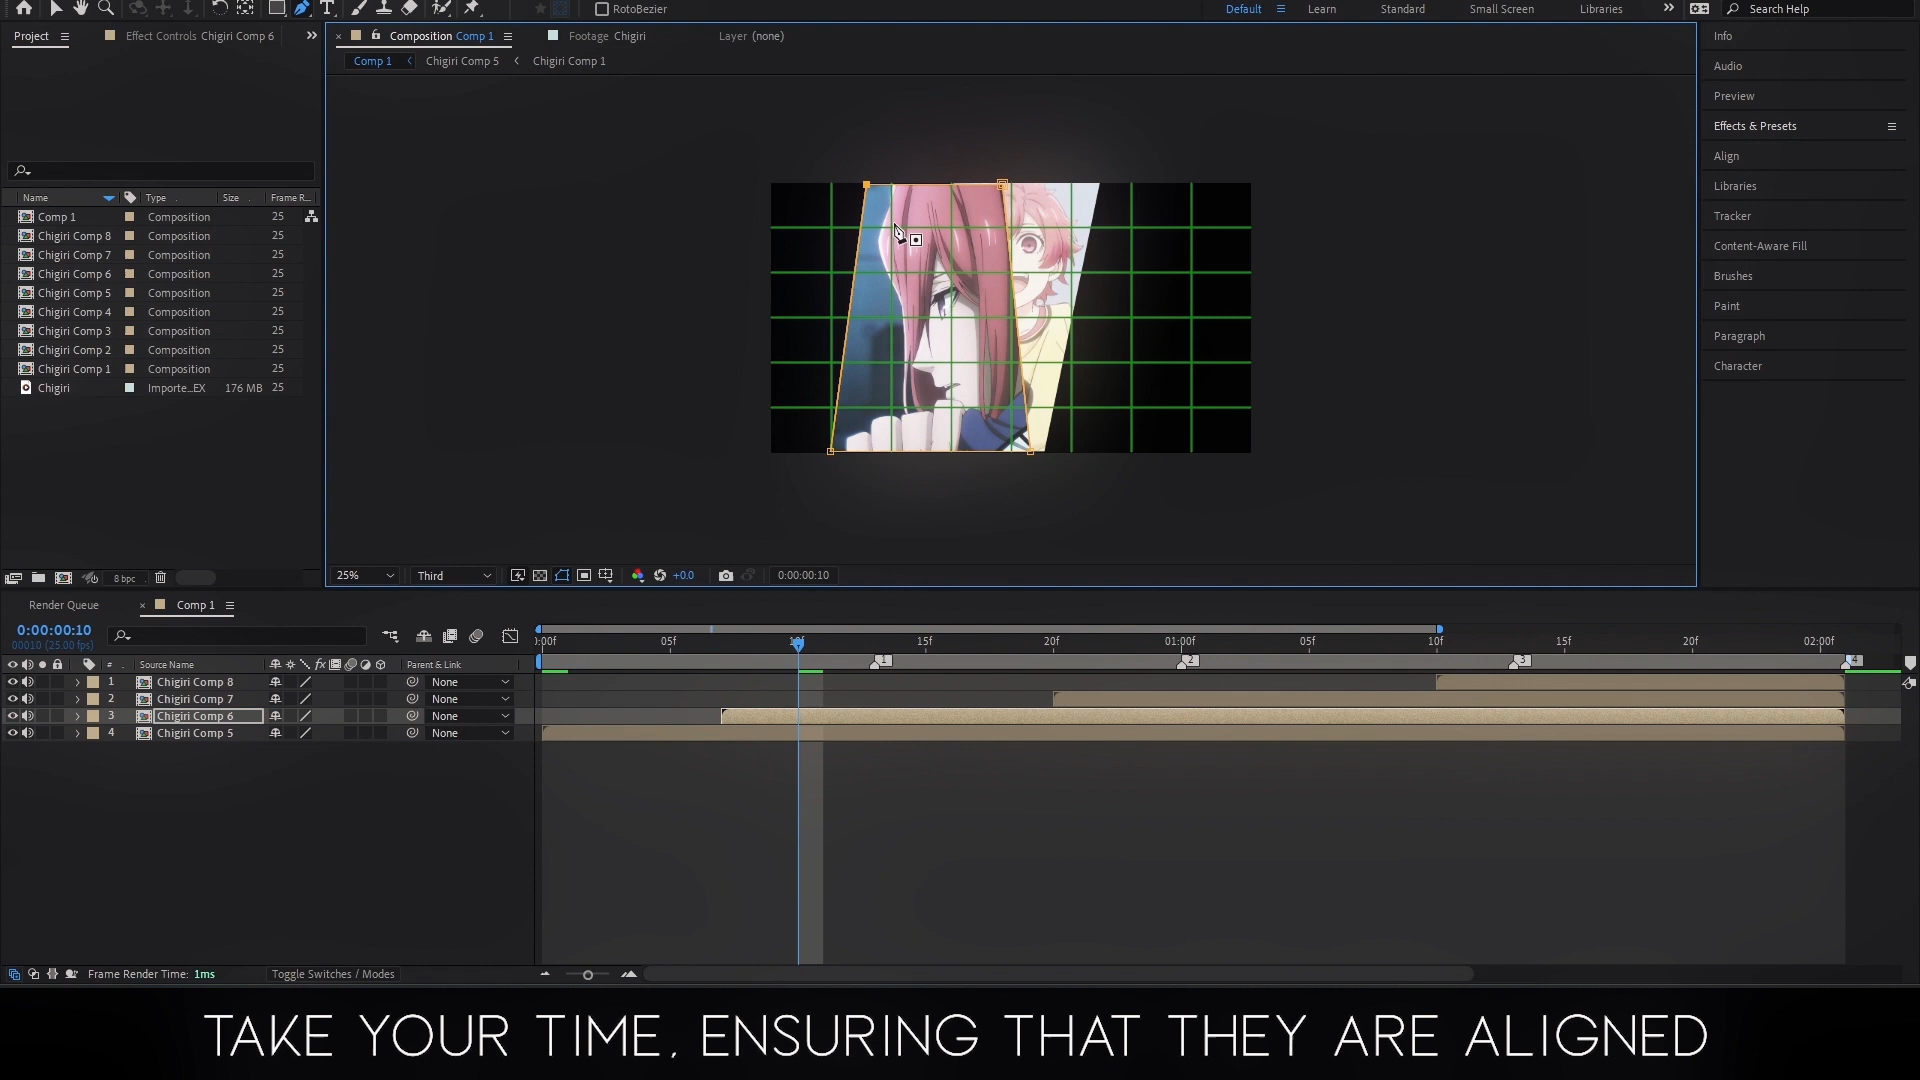 RotoBezier
Default
Learn
Standard
Small Screen
Libraries
Search Help
Project
Effect Controls Chigiri Comp 6
Composition Comp 1
Footage Chigiri
Layer (none)
Comp 1
Chigiri Comp 5
Chigiri Comp 1
Info
Audio
Preview
Effects & Presets
Align
Libraries
Tracker
Content-Aware Fill
Brushes
Paint
Paragraph
Character
Name Type Size Frame R...
Comp 1 Composition 25
Chigiri Comp 8 Composition 25
Chigiri Comp 7 Composition 25
Chigiri Comp 6 Composition 25
Chigiri Comp 5 Composition 25
Chigiri Comp 4 Composition 25
Chigiri Comp 3 Composition 25
Chigiri Comp 2 Composition 25
Chigiri Comp 1 Composition 25
Chigiri Importe...EX 176 MB 25
8 bpc
25% Third +0.0 0:00:00:10
Render Queue
Comp 1
0:00:00:10
00010 (25.00 fps)
):00f 05f 10f 15f 20f 01:00f 05f 10f 15f 20f 02:00f
1 2 3 4
# Source Name fx Parent & Link
1 Chigiri Comp 8 None
2 Chigiri Comp 7 None
3 Chigiri Comp 6 None
4 Chigiri Comp 5 None
Frame Render Time: 1ms
Toggle Switches / Modes
TAKE YOUR TIME, ENSURING THAT THEY ARE ALIGNED